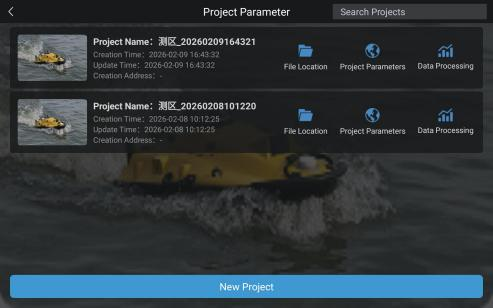 Project Parameter
Search Projects
Project Name：测区_20260209164321
Creation Time：2026-02-09 16:43:32
Update Time：2026-02-09 16:43:32
Creation Address：-
File Location
Project Parameters
Data Processing
Project Name：测区_20260208101220
Creation Time：2026-02-08 10:12:25
Update Time：2026-02-08 10:12:25
Creation Address：-
File Location
Project Parameters
Data Processing
New Project